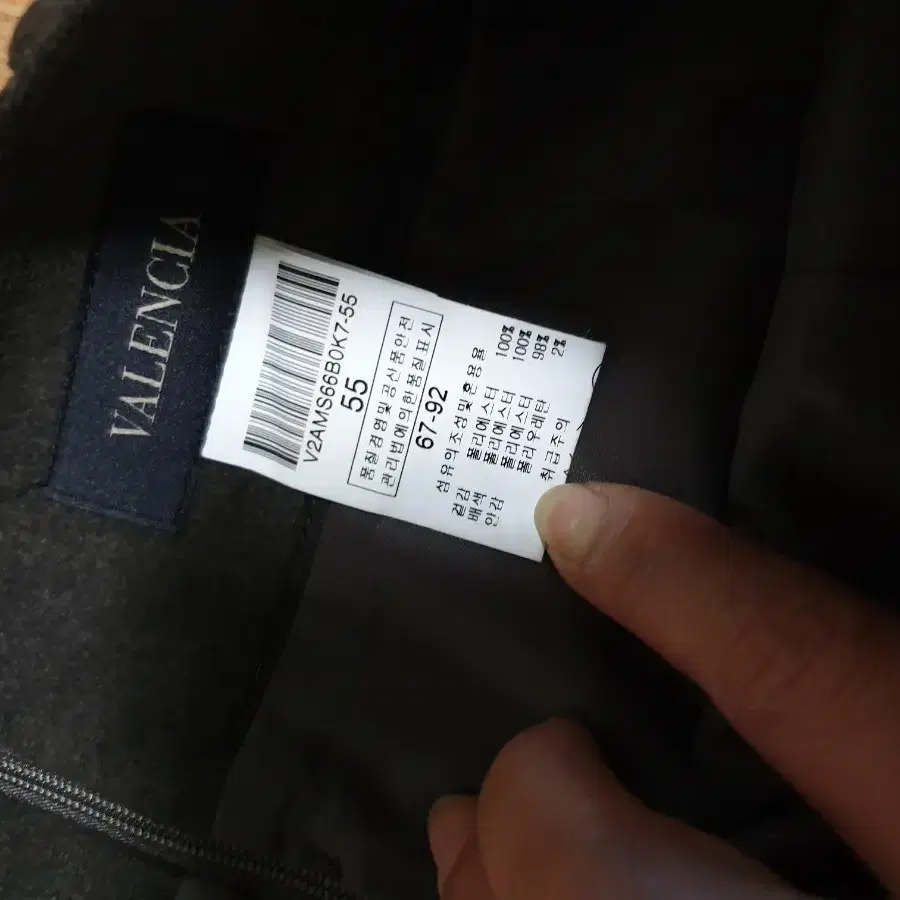 VALENCIA
V2AMS66B0K7-55
55
품질경영및 공산품안전
관리법에의한품질표시
67-92
섬유의조성및혼용율
겉감 폴리에스터 100%
배색 폴리에스터 100%
안감 폴리에스터 98%
폴리우레탄 2%
취급주의